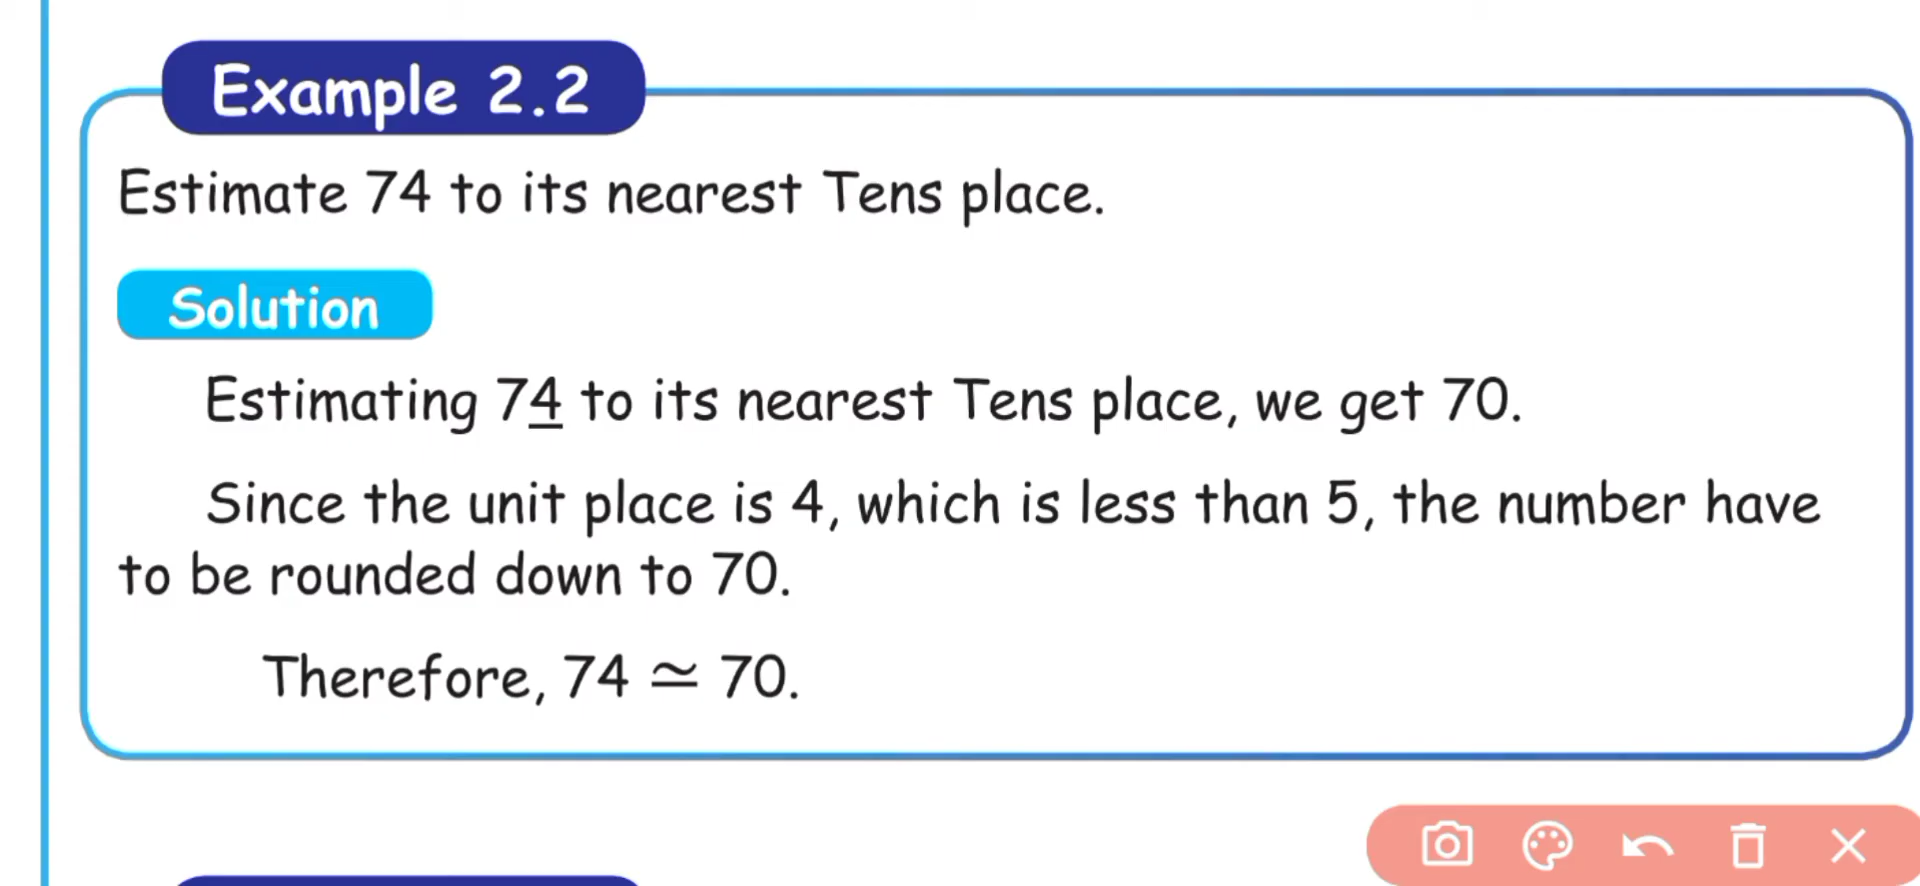 Example 2.2
Estimate 74 to its nearest Tens place.
Solution
Estimating 74 to its nearest Tens place, we get 70.
Since the unit place is 4, which is less than 5, the number have
to be rounded down to 70.
Therefore, 74 ≃ 70.